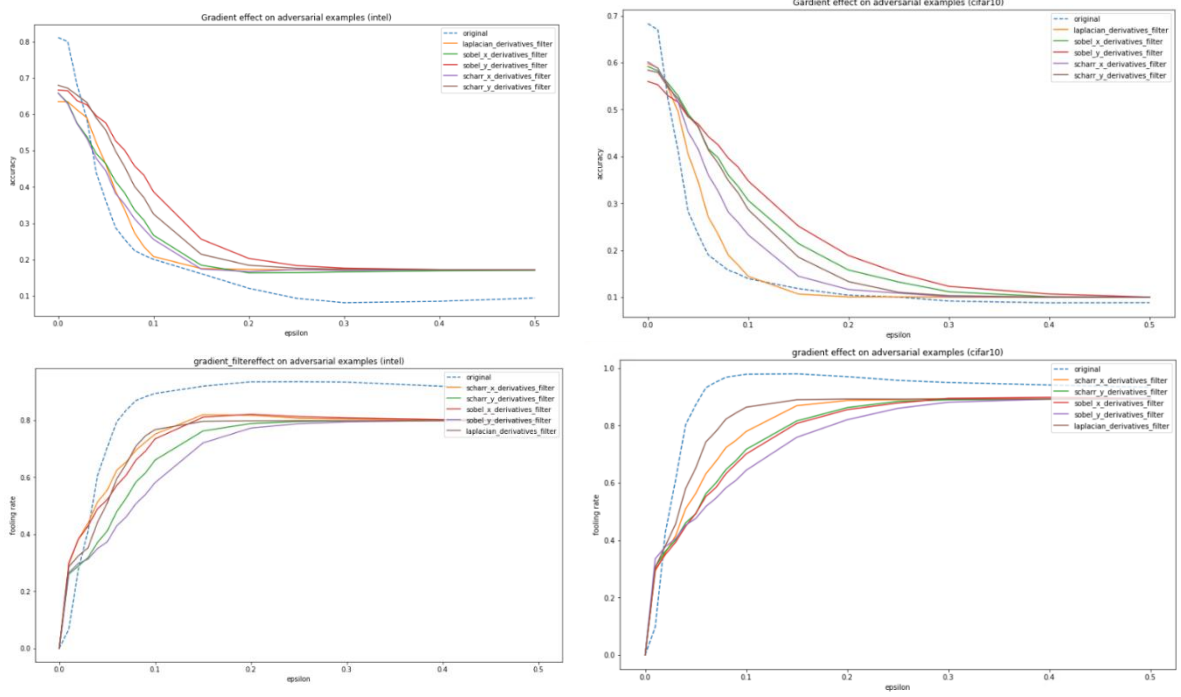 Gradient effect on adversarial examples (intel)
original
laplacian_derivatives_filter
sobel_x_derivatives_filter
sobel_y_derivatives_filter
scharr_x_derivatives_filter
scharr_y_derivatives_filter
0.8
0.7
0.6
0.5
0.4
0.3
0.2
0.1
accuracy
0.0
0.1
0.2
0.3
0.4
0.5
epsilon
Gardient effect on adversarial examples (cifar10)
original
laplacian_derivatives_filter
sobel_x_derivatives_filter
sobel_y_derivatives_filter
scharr_x_derivatives_filter
scharr_y_derivatives_filter
0.7
0.6
0.5
0.4
0.3
0.2
0.1
accuracy
0.0
0.1
0.2
0.3
0.4
0.5
epsilon
gradient_filtereffect on adversarial examples (intel)
original
scharr_x_derivatives_filter
scharr_y_derivatives_filter
sobel_x_derivatives_filter
sobel_y_derivatives_filter
laplacian_derivatives_filter
0.8
0.6
0.4
0.2
0.0
fooling rate
0.0
0.1
0.2
0.3
0.4
0.5
epsilon
gradient effect on adversarial examples (cifar10)
original
scharr_x_derivatives_filter
scharr_y_derivatives_filter
sobel_x_derivatives_filter
sobel_y_derivatives_filter
laplacian_derivatives_filter
1.0
0.8
0.6
0.4
0.2
0.0
fooling rate
0.0
0.1
0.2
0.3
0.4
0.5
epsilon